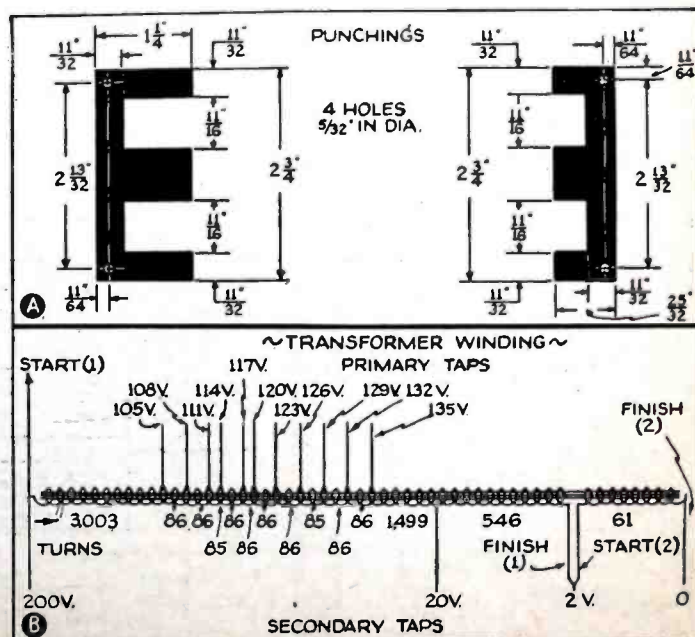 PUNCHINGS
11"
32
1 1/4"
11"
32
4 HOLES
5/32" IN DIA.
11"
16
2 13"
32
2 3"
4
11"
16
11"
64
11"
32
11"
32
11"
64
11"
64
11"
16
2 3"
4
2 13"
32
11"
16
11"
32
11"
32
25"
32
A
~TRANSFORMER WINDING~
PRIMARY TAPS
START(1)
117V.
108V. 114V. 120V. 126V. 129V. 132V.
105V. 111V. 123V. 135V.
FINISH
(2)
3,003 86 86 86 86 85 86 1,499 546 61
TURNS 85 86 86 86
FINISH
(1)
START(2)
200V. 20V. 2V. 0
SECONDARY TAPS
B